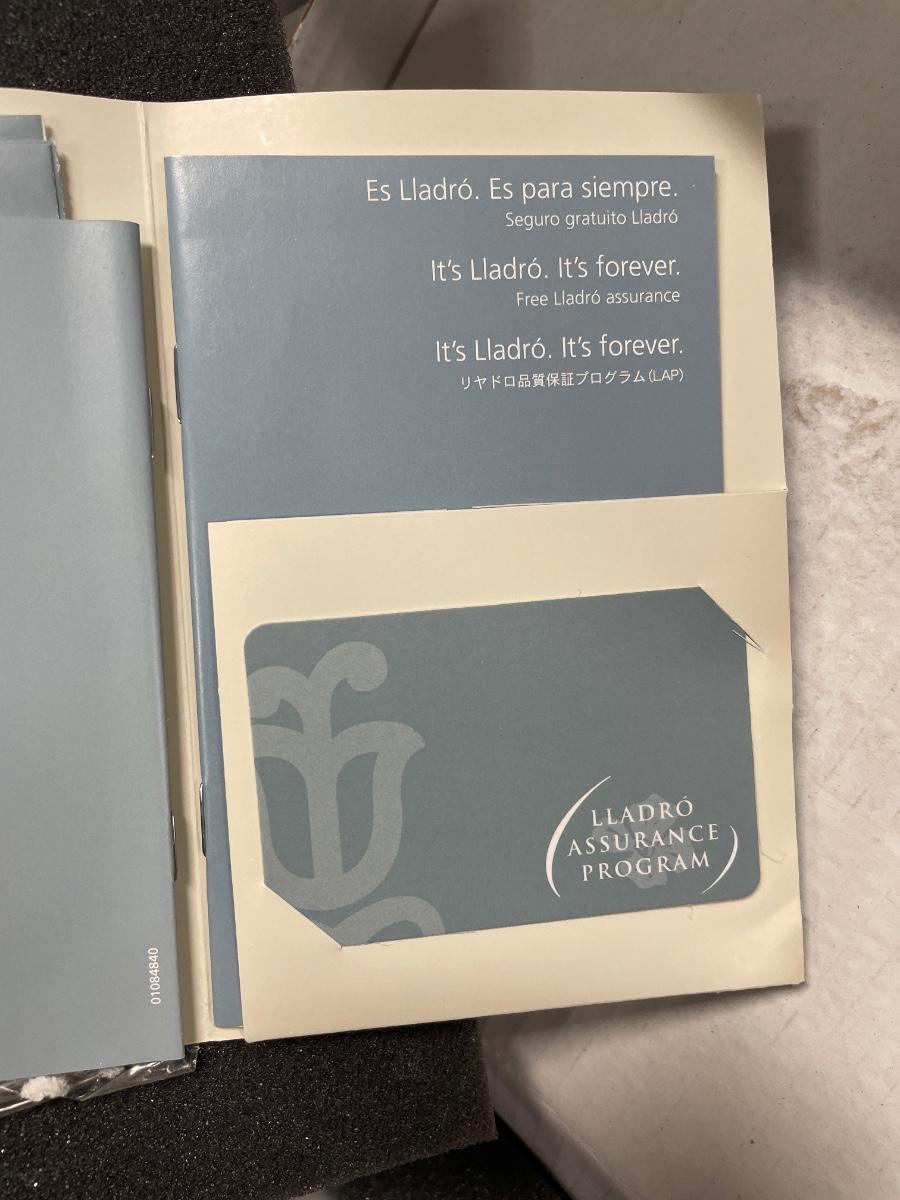 Es Lladró. Es para siempre.
Seguro gratuito Lladró
It's Lladró. It's forever.
Free Lladró assurance
It's Lladró. It's forever.
リヤドロ品質保証プログラム(LAP)
LLADRÓ
ASSURANCE
PROGRAM
01084840